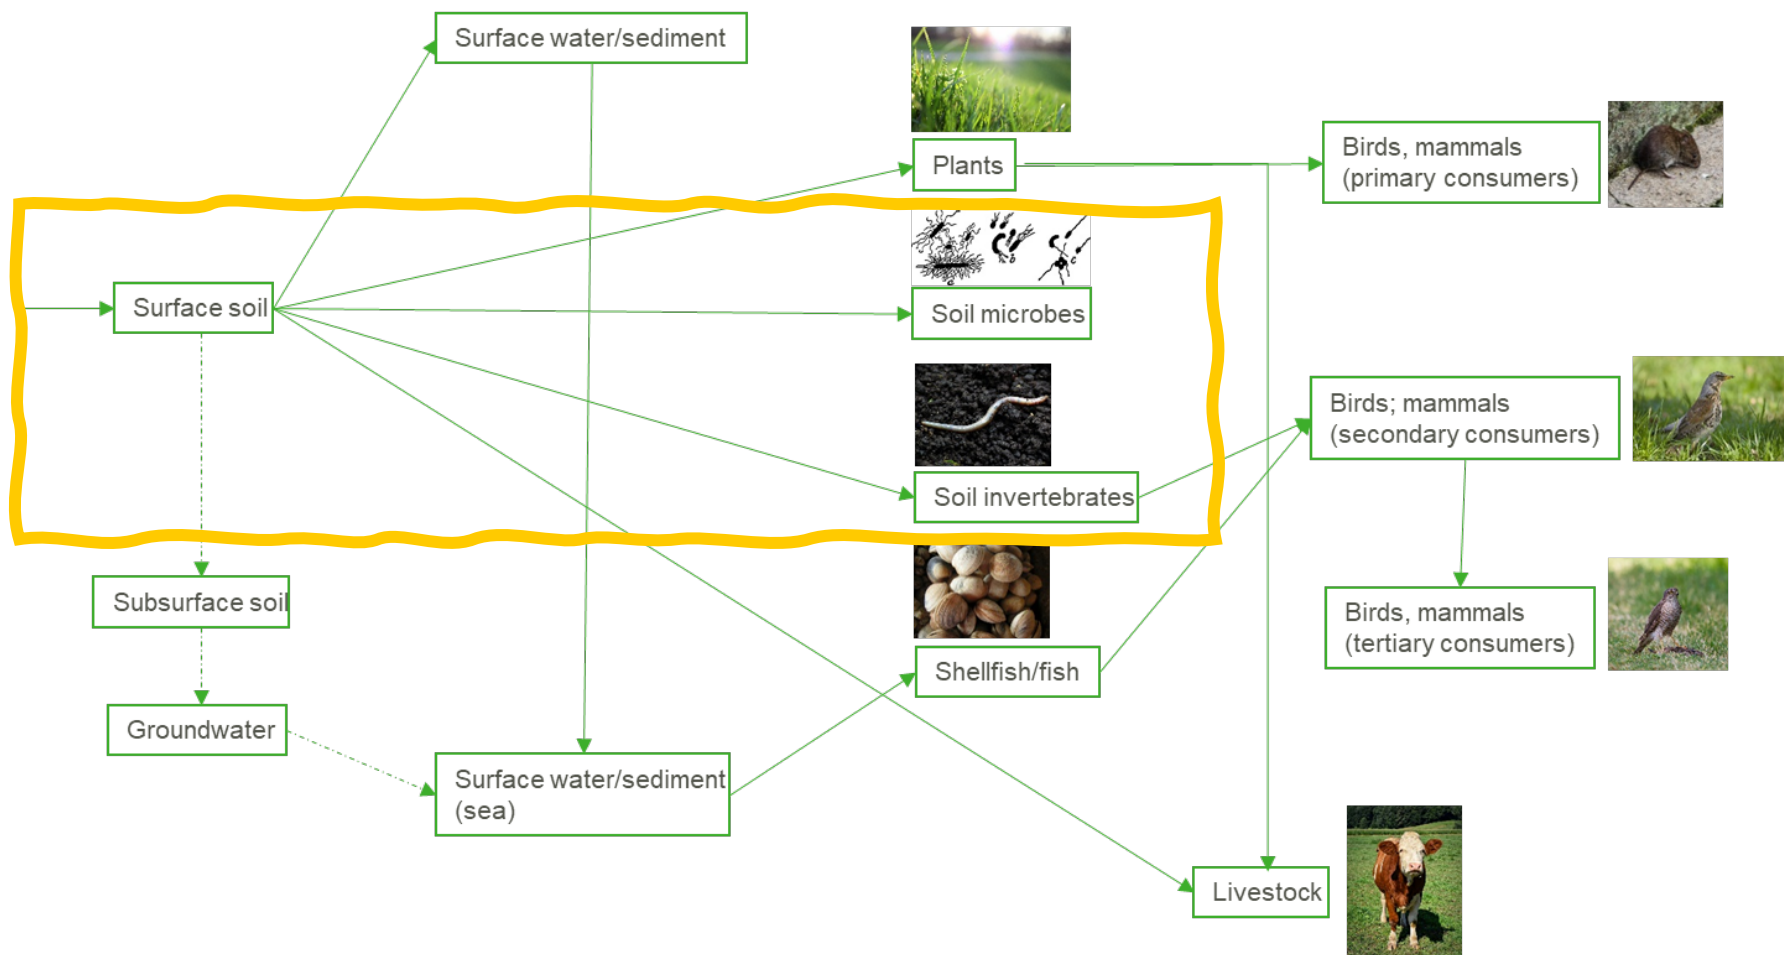 Surface water/sediment
Plants
Birds, mammals
(primary consumers)
a
b
c
Surface soil
Soil microbes
Birds; mammals
(secondary consumers)
Soil invertebrates
Subsurface soil
Birds, mammals
(tertiary consumers)
Shellfish/fish
Groundwater
Surface water/sediment
(sea)
Livestock